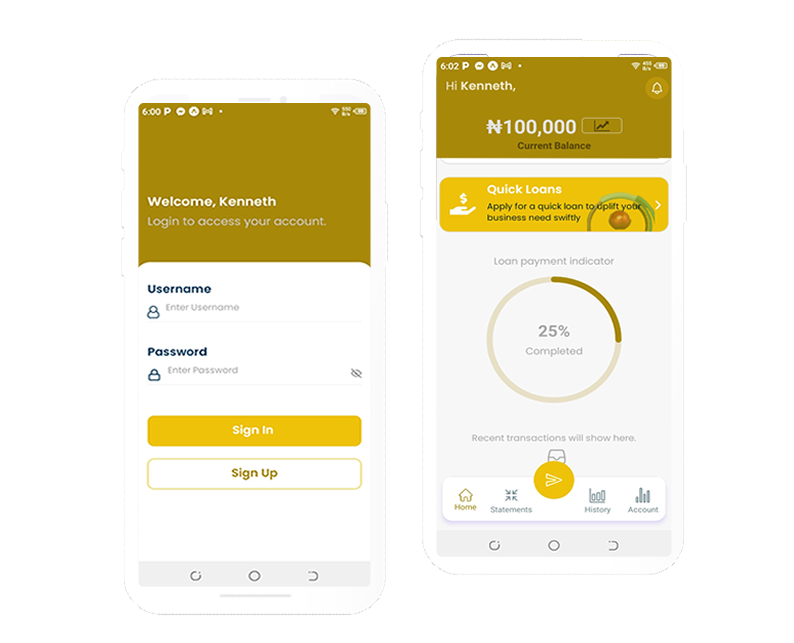 6:00
Welcome, Kenneth
Login to access your account.
Username
Enter Username
Password
Enter Password
Sign In
Sign Up
6:02
Hi Kenneth,
₦100,000
Current Balance
Quick Loans
Apply for a quick loan to uplift your
business need swiftly
Loan payment indicator
25%
Completed
Recent transactions will show here.
Home
Statements
History
Account